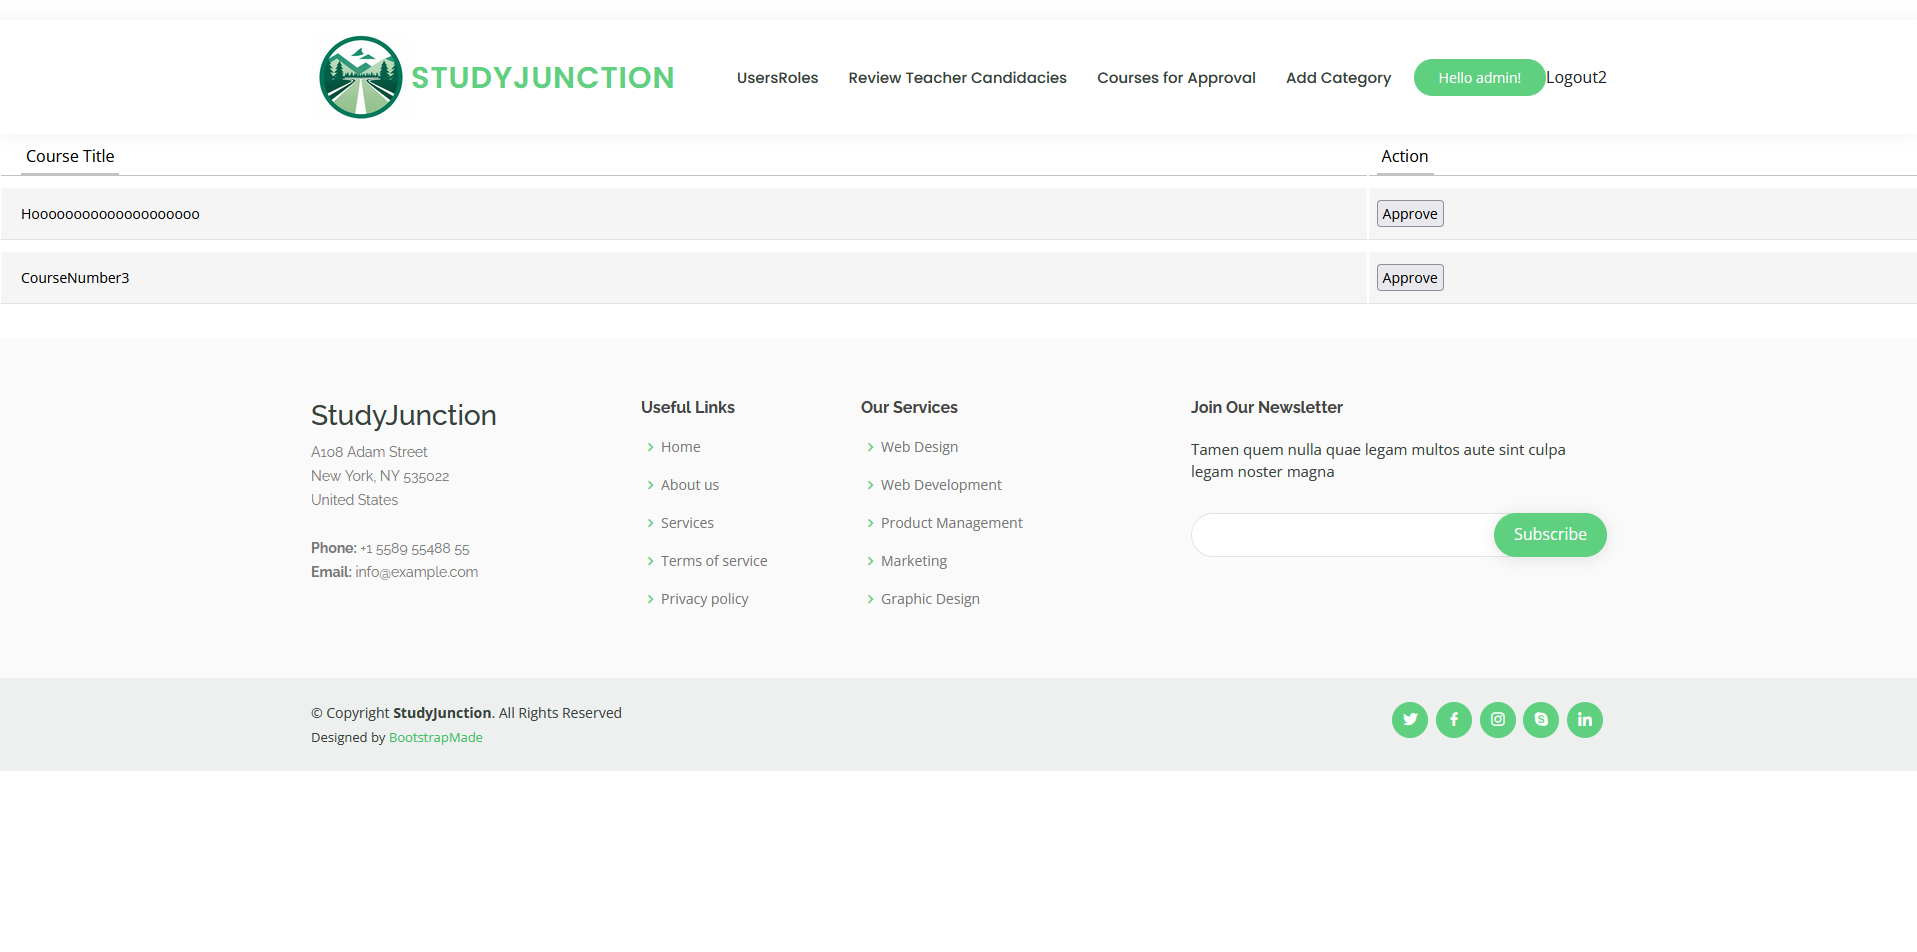 STUDYJUNCTION UsersRoles Review Teacher Candidacies Courses for Approval Add Category Hello admin! Logout2
Course Title Action
Hoooooooooooooooooooo Approve
CourseNumber3 Approve
StudyJunction
A108 Adam Street
New York, NY 535022
United States
Phone: +1 5589 55488 55
Email: info@example.com
Useful Links
Home
About us
Services
Terms of service
Privacy policy
Our Services
Web Design
Web Development
Product Management
Marketing
Graphic Design
Join Our Newsletter
Tamen quem nulla quae legam multos aute sint culpa
legam noster magna
Subscribe
© Copyright StudyJunction. All Rights Reserved
Designed by BootstrapMade